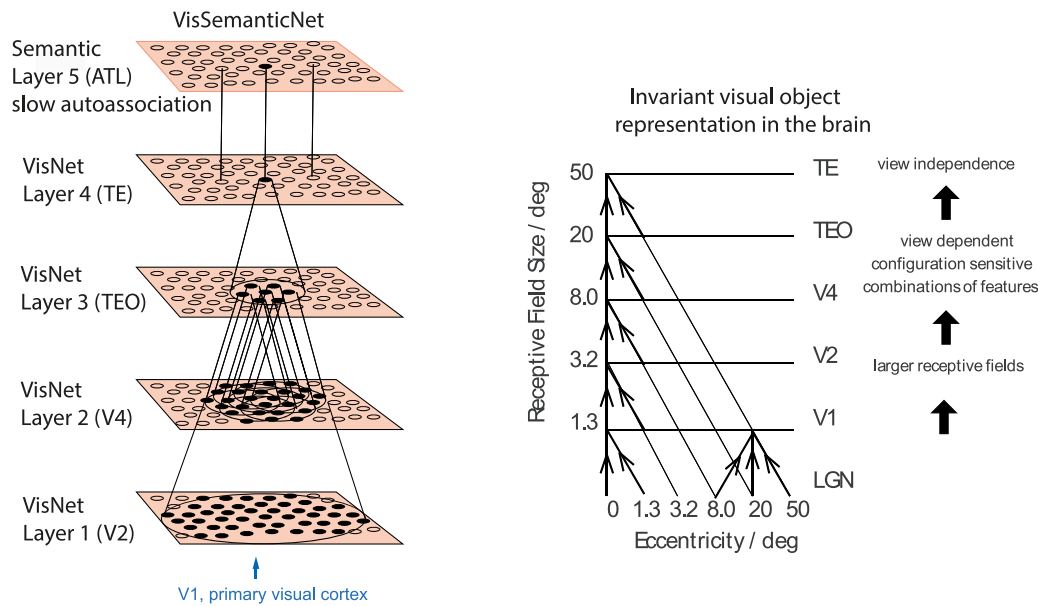 VisSemanticNet
Semantic
Layer 5 (ATL)
slow autoassociation
VisNet
Layer 4 (TE)
VisNet
Layer 3 (TEO)
VisNet
Layer 2 (V4)
VisNet
Layer 1 (V2)
V1, primary visual cortex
Invariant visual object
representation in the brain
Receptive Field Size / deg
50
20
8.0
3.2
1.3
TE
TEO
V4
V2
V1
LGN
view independence
view dependent
configuration sensitive
combinations of features
larger receptive fields
0 1.3 3.2 8.0 20 50
Eccentricity / deg